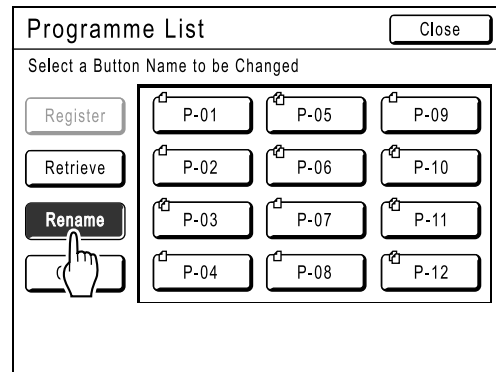 Programme List
Close
Select a Button Name to be Changed
Register
P-01
P-05
P-09
Retrieve
P-02
P-06
P-10
Rename
P-03
P-07
P-11
P-04
P-08
P-12